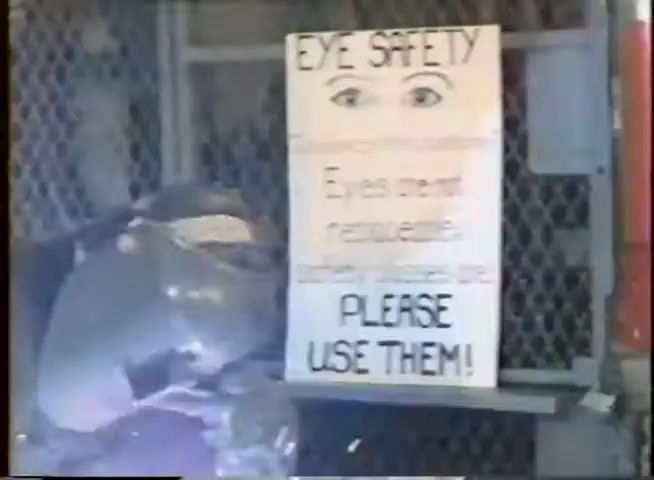 EYE SAFETY
Eyes are not
replaceable,
safety glasses are.
PLEASE
USE THEM!